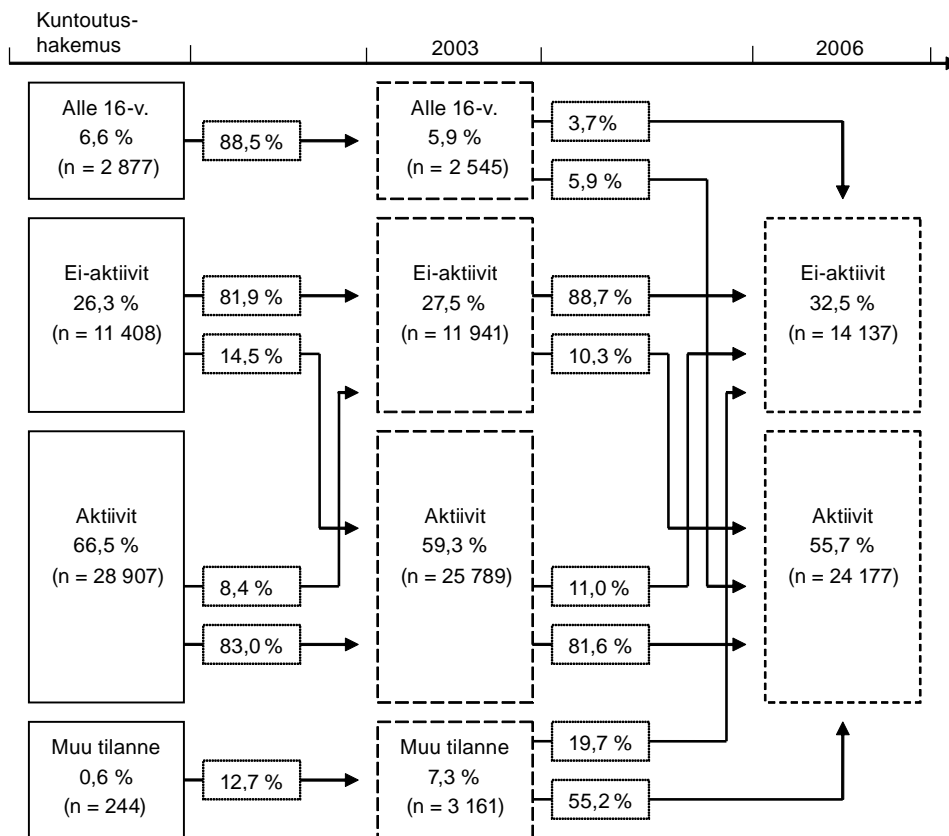 Kuntoutus-
hakemus
2003
2006
Alle 16-v.
6,6 %
(n = 2 877)
88,5 %
Alle 16-v.
5,9 %
(n = 2 545)
3,7%
5,9 %
Ei-aktiivit
26,3 %
(n = 11 408)
81,9 %
14,5 %
Ei-aktiivit
27,5 %
(n = 11 941)
88,7 %
10,3 %
Ei-aktiivit
32,5 %
(n = 14 137)
Aktiivit
66,5 %
(n = 28 907)
8,4 %
83,0 %
Aktiivit
59,3 %
(n = 25 789)
11,0 %
81,6 %
Aktiivit
55,7 %
(n = 24 177)
Muu tilanne
0,6 %
(n = 244)
12,7 %
Muu tilanne
7,3 %
(n = 3 161)
19,7 %
55,2 %